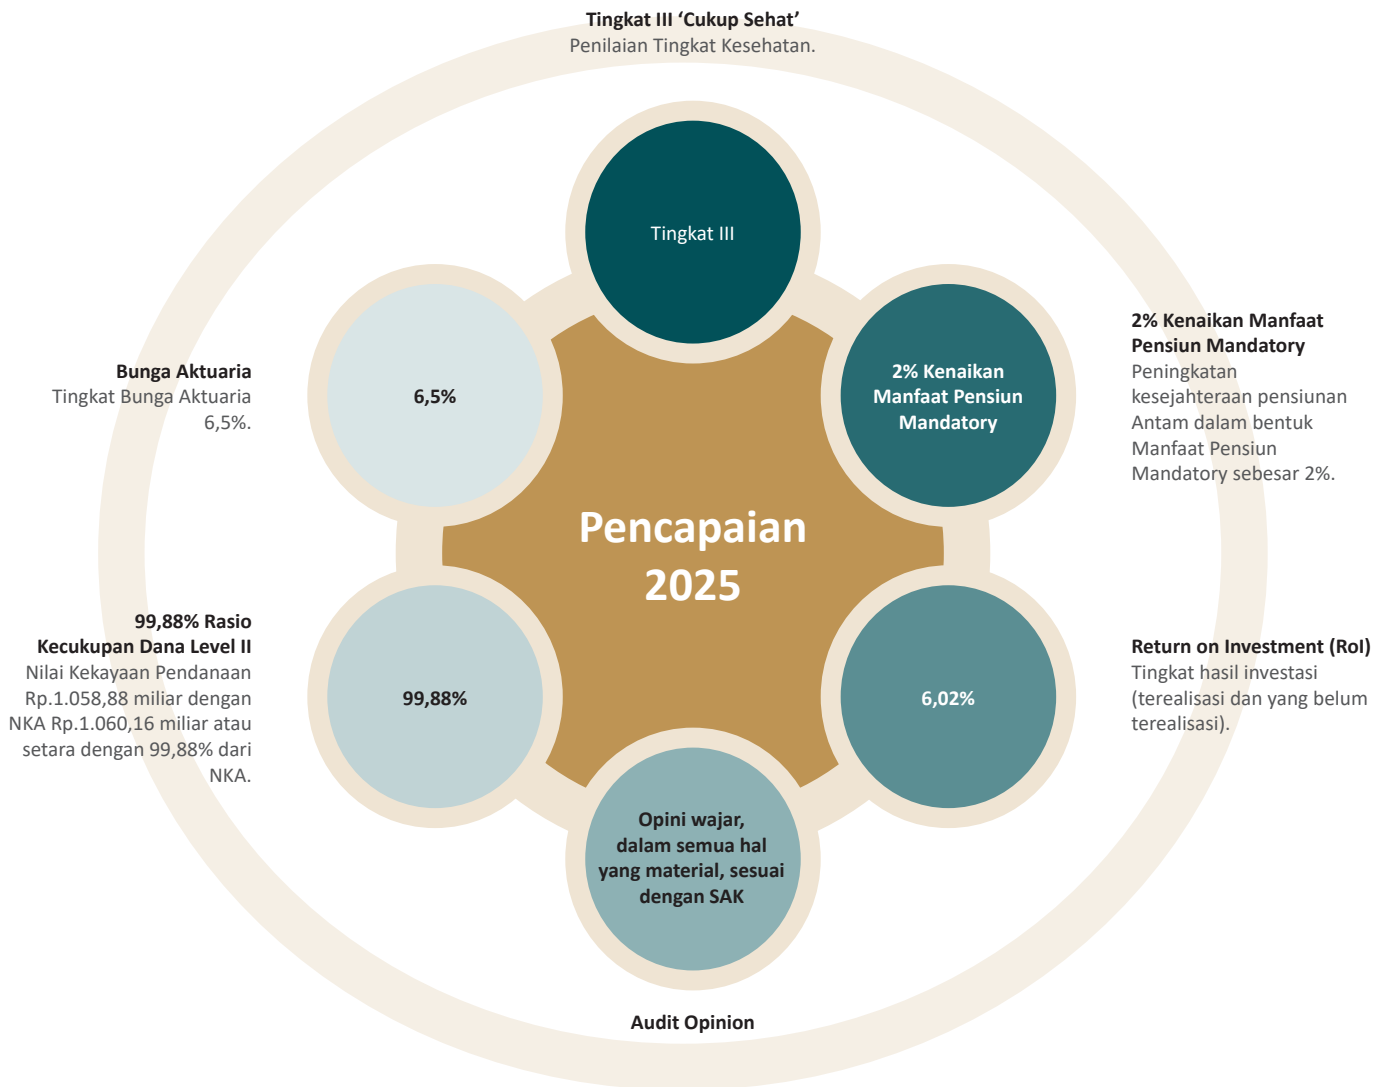 Tingkat III ‘Cukup Sehat’
Penilaian Tingkat Kesehatan.
Tingkat III
2% Kenaikan
Manfaat Pensiun
Mandatory
2% Kenaikan Manfaat
Pensiun Mandatory
Peningkatan
kesejahteraan pensiunan
Antam dalam bentuk
Manfaat Pensiun
Mandatory sebesar 2%.
Bunga Aktuaria
Tingkat Bunga Aktuaria
6,5%.
6,5%
Pencapaian
2025
99,88% Rasio
Kecukupan Dana Level II
Nilai Kekayaan Pendanaan
Rp.1.058,88 miliar dengan
NKA Rp.1.060,16 miliar atau
setara dengan 99,88% dari
NKA.
99,88%
6,02%
Return on Investment (RoI)
Tingkat hasil investasi
(terealisasi dan yang belum
terealisasi).
Opini wajar,
dalam semua hal
yang material, sesuai
dengan SAK
Audit Opinion